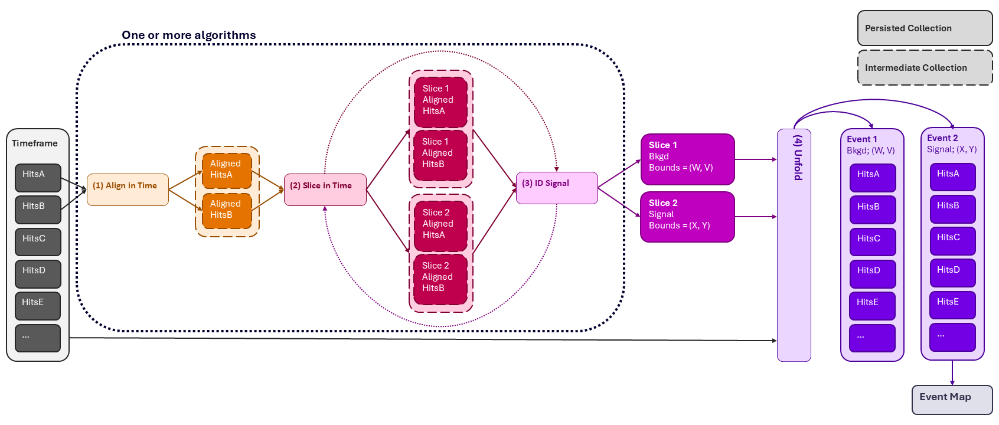 One or more algorithms
Persisted Collection
Intermediate Collection
Timeframe
HitsA
HitsB
HitsC
HitsD
HitsE
...
(1) Align in Time
Aligned
HitsA
Aligned
HitsB
(2) Slice in Time
Slice 1
Aligned
HitsA
Slice 1
Aligned
HitsB
Slice 2
Aligned
HitsA
Slice 2
Aligned
HitsB
(3) ID Signal
Slice 1
Bkgd
Bounds = (W, V)
Slice 2
Signal
Bounds = (X, Y)
(4) Unfold
Event 1
Bkgd; (W, V)
HitsA
HitsB
HitsC
HitsD
HitsE
...
Event 2
Signal; (X, Y)
HitsA
HitsB
HitsC
HitsD
HitsE
...
Event Map